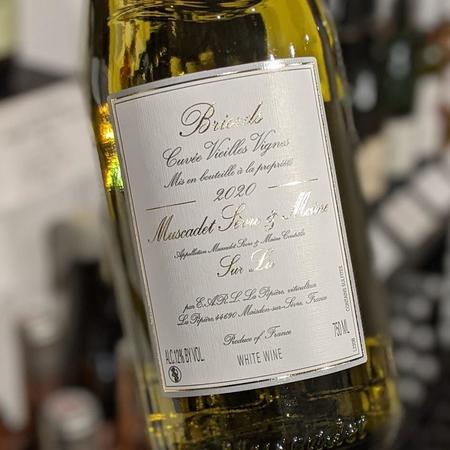 Briords
Cuvée Vieilles Vignes
Mis en bouteille à la propriété
2020
Muscadet Sèvre & Maine
Appellation Muscadet Sèvre & Maine Contrôlée
Sur Lie
par E.A.R.L. La Pépière, viticulteur
La Pépière, 44690 Maisdon-sur-Sèvre, France
Produce of France
ALC.12% BY VOL.
WHITE WINE
750 ML
CONTAINS SULFITES